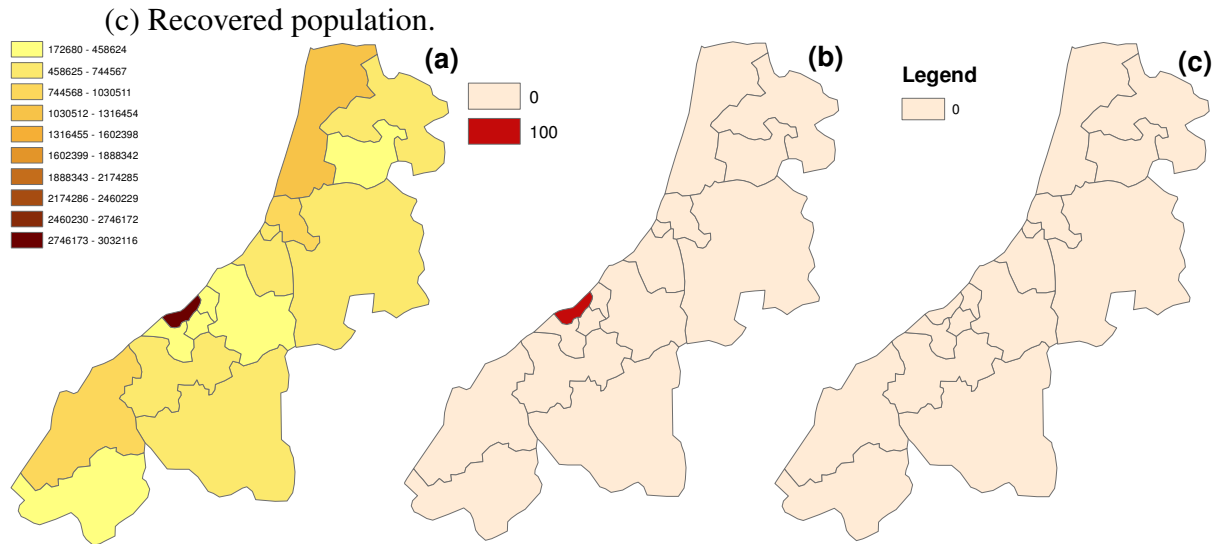 (c) Recovered population.
172680 - 458624
458625 - 744567
744568 - 1030511
1030512 - 1316454
1316455 - 1602398
1602399 - 1888342
1888343 - 2174285
2174286 - 2460229
2460230 - 2746172
2746173 - 3032116
(a)
0
100
(b)
Legend
0
(c)